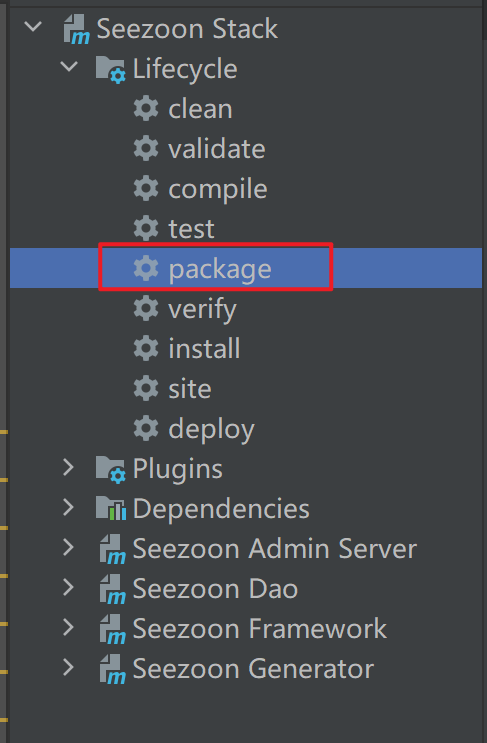 Seezoon Stack
Lifecycle
clean
validate
compile
test
package
verify
install
site
deploy
Plugins
Dependencies
Seezoon Admin Server
Seezoon Dao
Seezoon Framework
Seezoon Generator